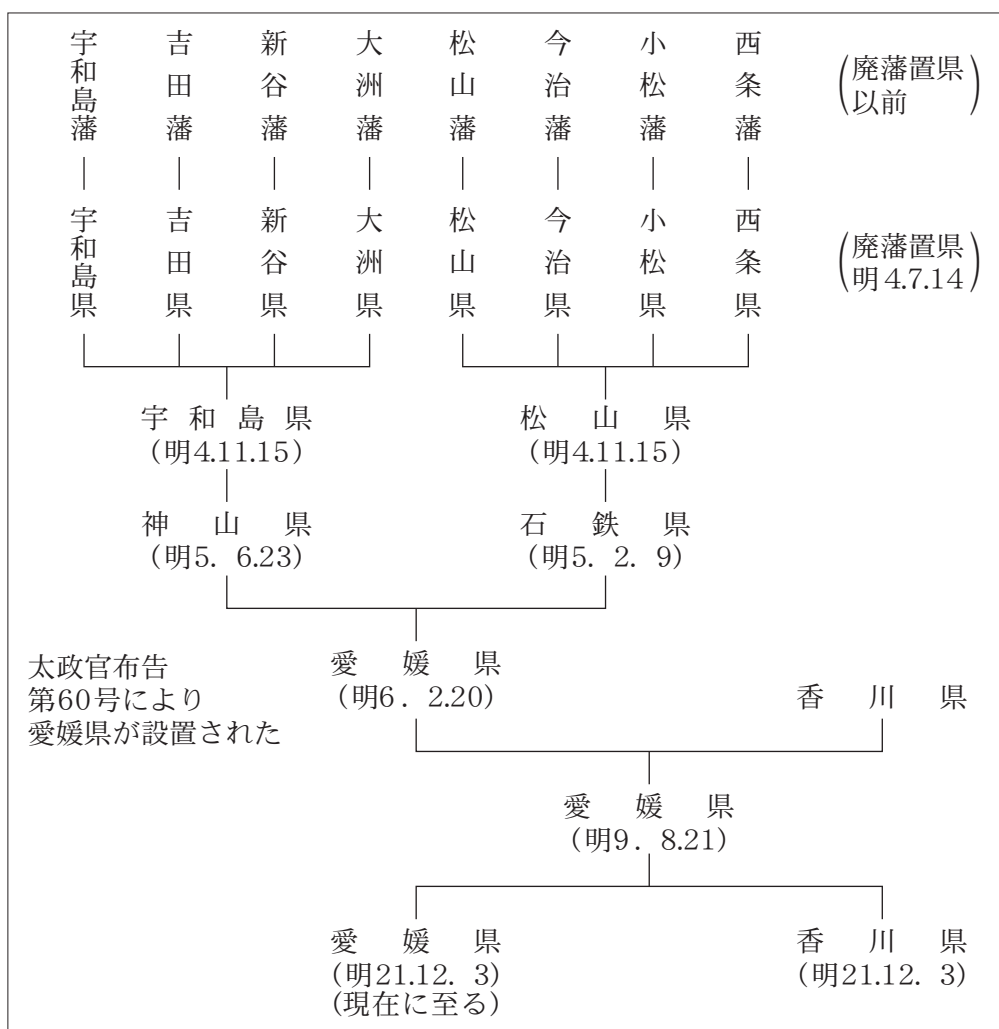 宇和島藩 吉田藩 新谷藩 大洲藩 松山藩 今治藩 小松藩 西条藩
(廃藩置県
以前)
宇和島県 吉田県 新谷県 大洲県 松山県 今治県 小松県 西条県
(廃藩置県
明4.7.14)
宇和島県 松山県
(明4.11.15) (明4.11.15)
神山県 石鉄県
(明5. 6.23) (明5. 2. 9)
太政官布告
第60号により
愛媛県が設置された
愛媛県 香川県
(明6. 2.20)
愛媛県
(明9. 8.21)
愛媛県 香川県
(明21.12. 3) (明21.12. 3)
(現在に至る)